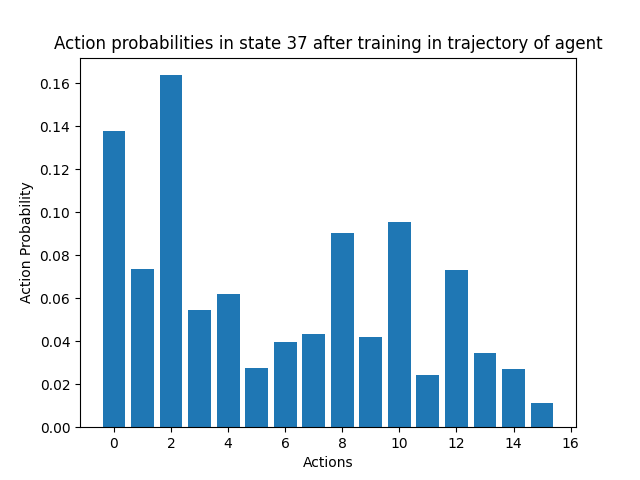 Action probabilities in state 37 after training in trajectory of agent
0.16
0.14
0.12
0.10
0.08
0.06
0.04
0.02
0.00
Action Probability
0 2 4 6 8 10 12 14 16
Actions